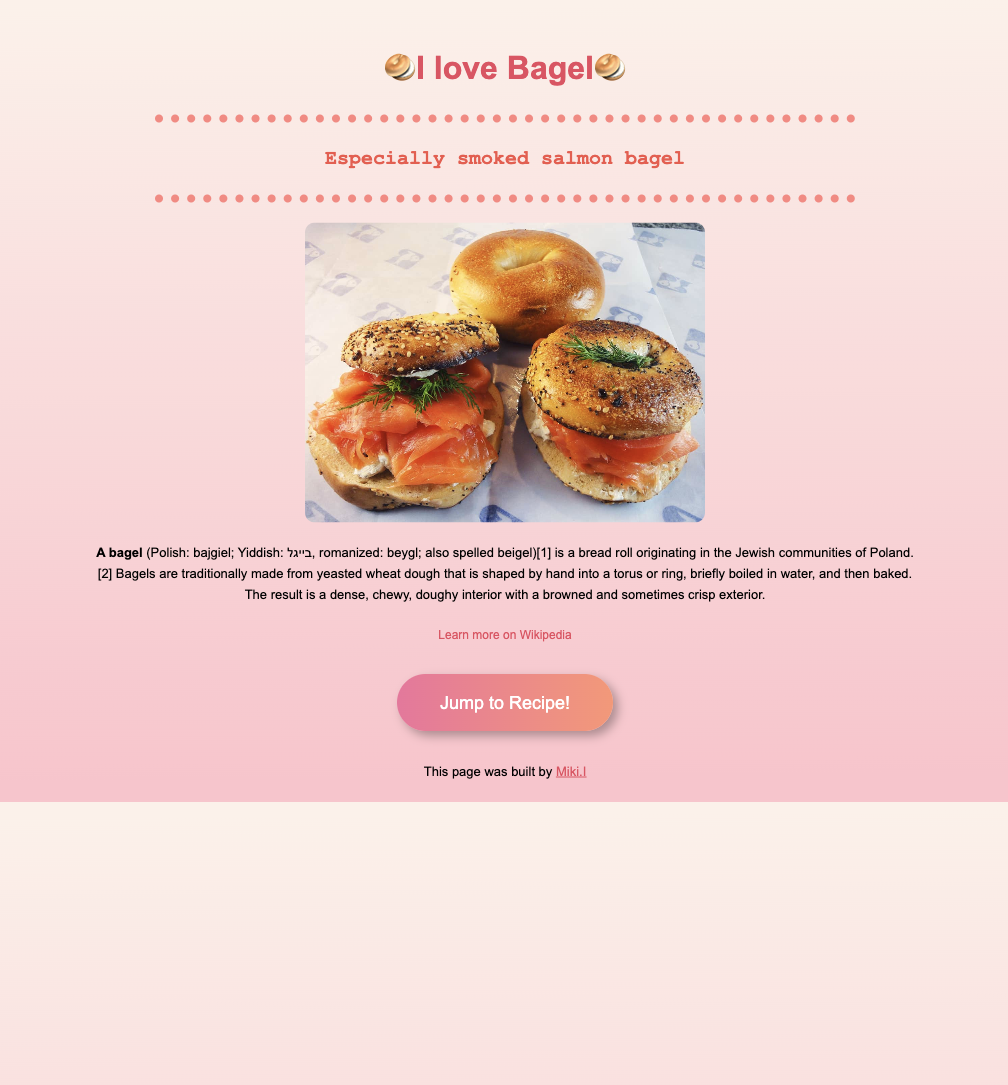 🥯I love Bagel🥯
Especially smoked salmon bagel
A bagel (Polish: bajgiel; Yiddish: בייגל, romanized: beygl; also spelled beigel)[1] is a bread roll originating in the Jewish communities of Poland.
[2] Bagels are traditionally made from yeasted wheat dough that is shaped by hand into a torus or ring, briefly boiled in water, and then baked.
The result is a dense, chewy, doughy interior with a browned and sometimes crisp exterior.
Learn more on Wikipedia
Jump to Recipe!
This page was built by Miki.I